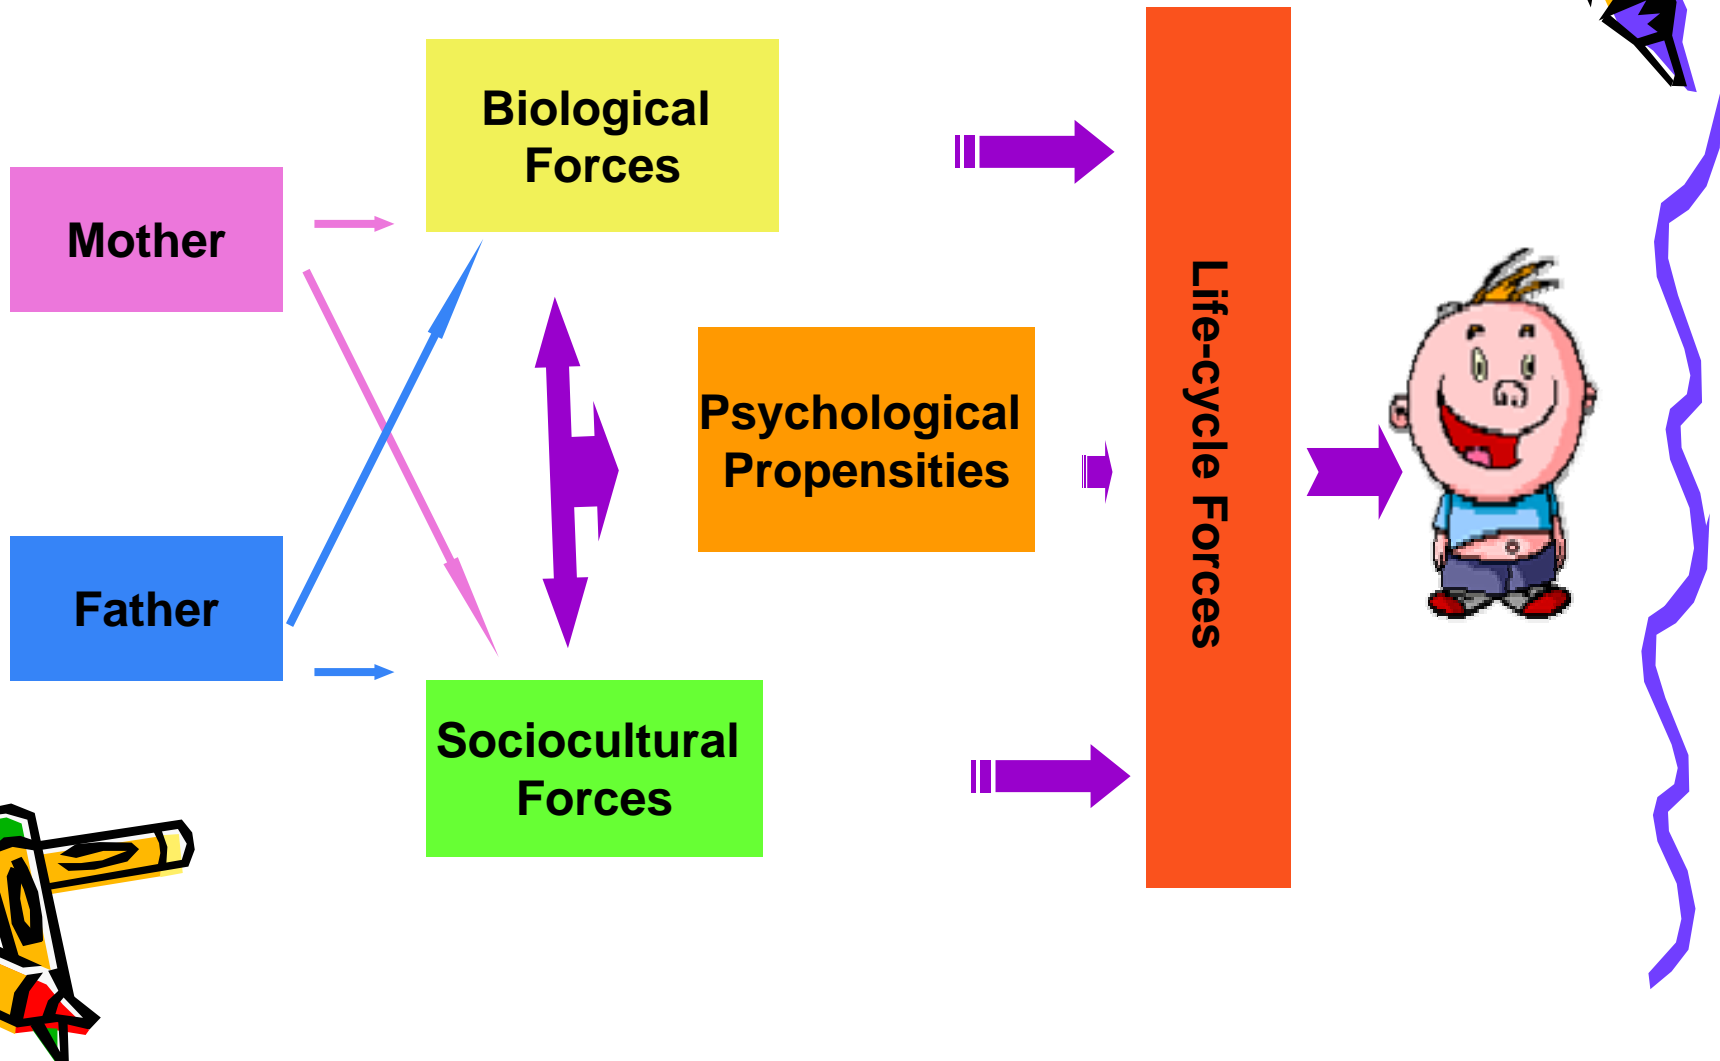 Biological
Forces
Mother
Psychological
Propensities
Father
Sociocultural
Forces
Life-cycle Forces